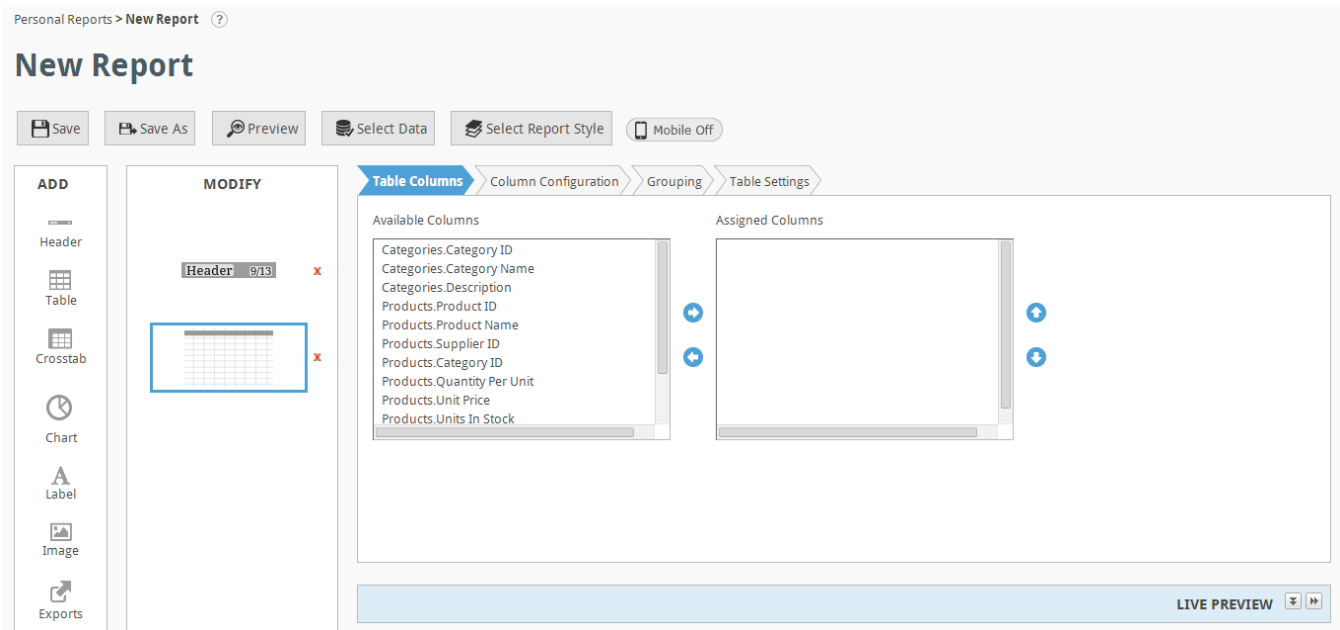 Personal Reports > New Report ?
New Report
Save Save As Preview Select Data Select Report Style Mobile Off
ADD
Header
Table
Crosstab
Chart
A
Label
Image
Exports
MODIFY
Header 9/13 x
x
Table Columns Column Configuration Grouping Table Settings
Available Columns
Categories.Category ID
Categories.Category Name
Categories.Description
Products.Product ID
Products.Product Name
Products.Supplier ID
Products.Category ID
Products.Quantity Per Unit
Products.Unit Price
Products.Units In Stock
Assigned Columns
LIVE PREVIEW